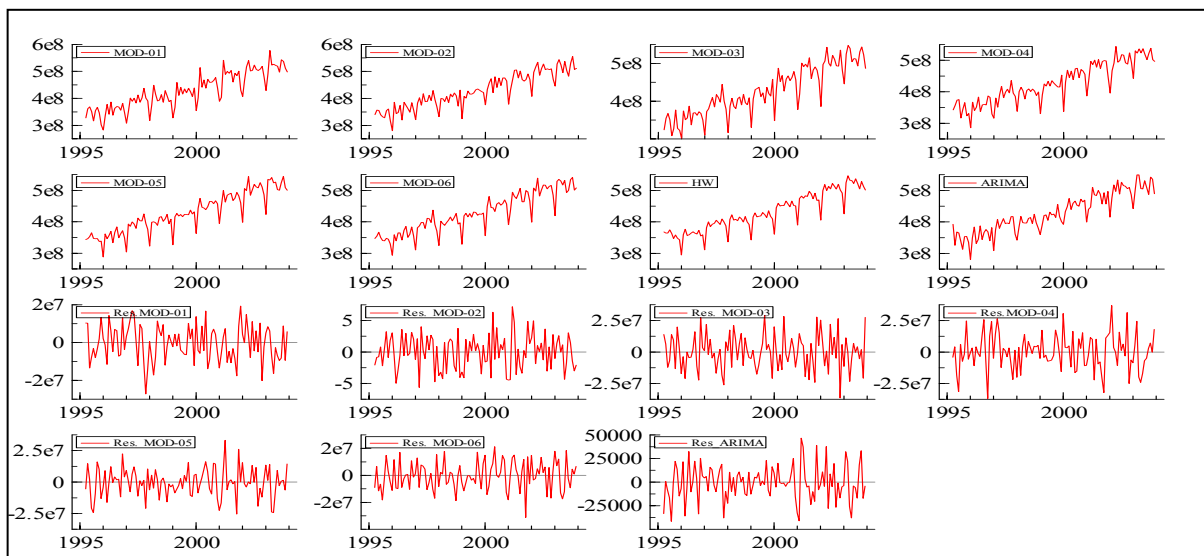 6e8 MOD-01
5e8
4e8
3e8
1995 2000
6e8 MOD-02
5e8
4e8
3e8
1995 2000
MOD-03
5e8
4e8
1995 2000
MOD-04
5e8
4e8
3e8
1995 2000
MOD-05
5e8
4e8
3e8
1995 2000
MOD-06
5e8
4e8
3e8
1995 2000
HW
5e8
4e8
3e8
1995 2000
ARIMA
5e8
4e8
3e8
1995 2000
2e7 Res. MOD-01
0
-2e7
1995 2000
Res. MOD-02
5
0
-5
1995 2000
Res. MOD-03
2.5e7
0
-2.5e7
1995 2000
Res.MOD-04
2.5e7
0
-2.5e7
1995 2000
Res. MOD-05
2.5e7
0
-2.5e7
1995 2000
Res. MOD-06
2e7
0
-2e7
1995 2000
50000 Res ARIMA
25000
0
-25000
1995 2000